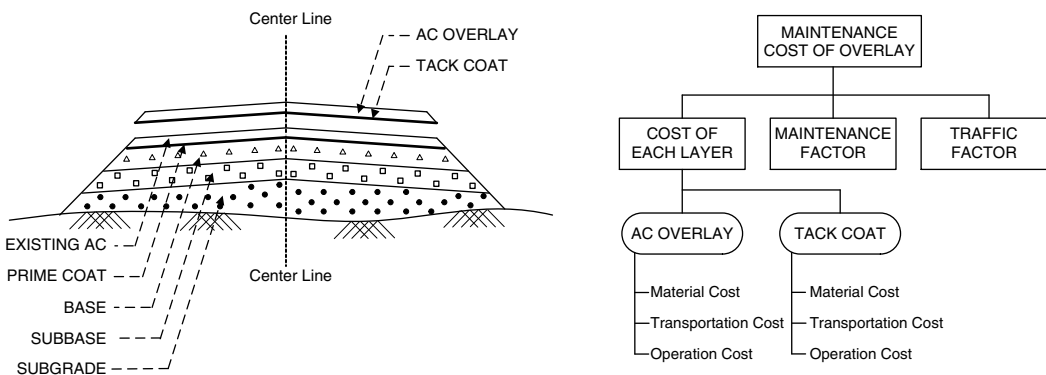 Center Line
AC OVERLAY
TACK COAT
EXISTING AC
PRIME COAT
BASE
SUBBASE
SUBGRADE
Center Line
MAINTENANCE
COST OF OVERLAY
COST OF
EACH LAYER
MAINTENANCE
FACTOR
TRAFFIC
FACTOR
AC OVERLAY
Material Cost
Transportation Cost
Operation Cost
TACK COAT
Material Cost
Transportation Cost
Operation Cost